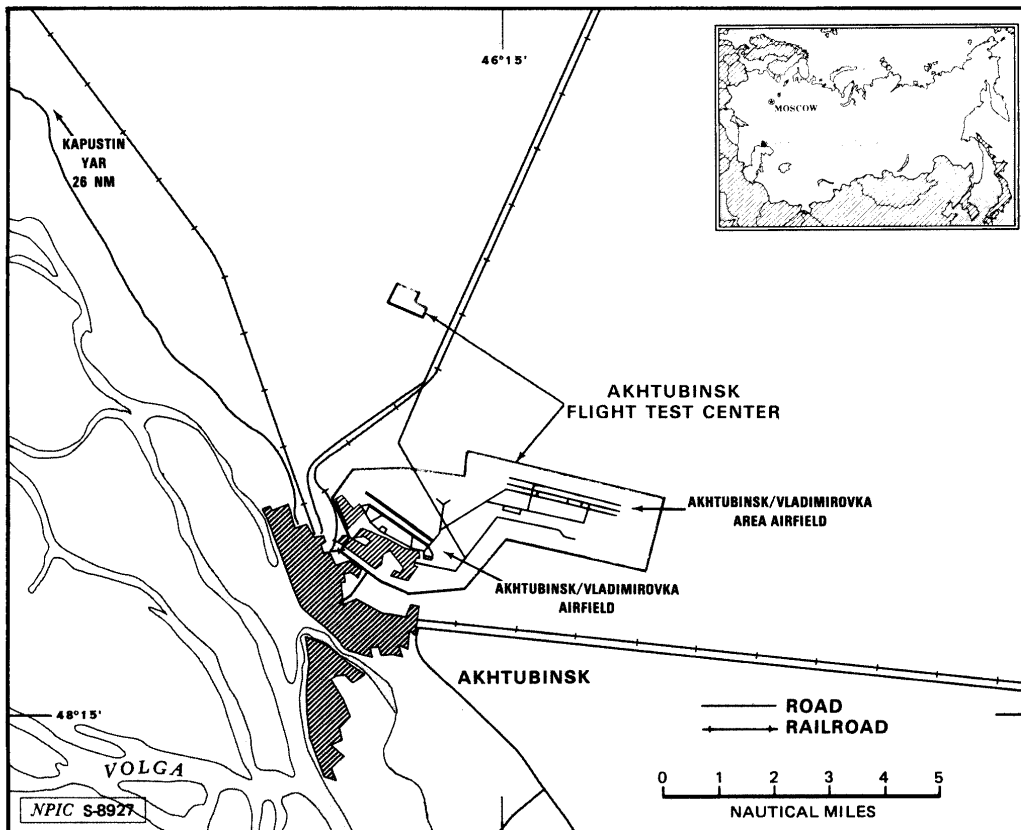 46°15'
MOSCOW
KAPUSTIN
YAR
26 NM
AKHTUBINSK
FLIGHT TEST CENTER
AKHTUBINSK/VLADIMIROVKA
AREA AIRFIELD
AKHTUBINSK/VLADIMIROVKA
AIRFIELD
AKHTUBINSK
48°15'
ROAD
RAILROAD
VOLGA
0 1 2 3 4 5
NAUTICAL MILES
NPIC S-8927